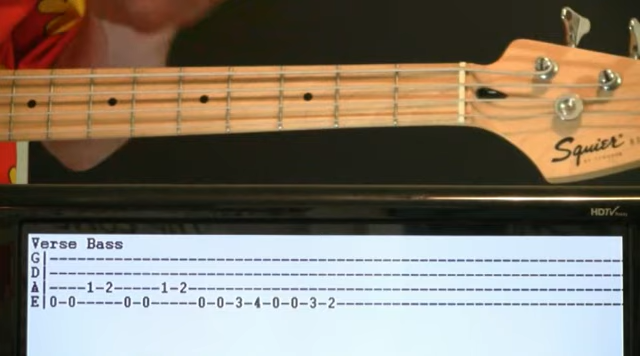 Squier
HDTV
Verse Bass
G|-----------------------------------------------------------------
D|-----------------------------------------------------------------
A|----1-2-----1-2--------------------------------------------------
E|0-0-----0-0-----0-0-3-4-0-0-3-2----------------------------------